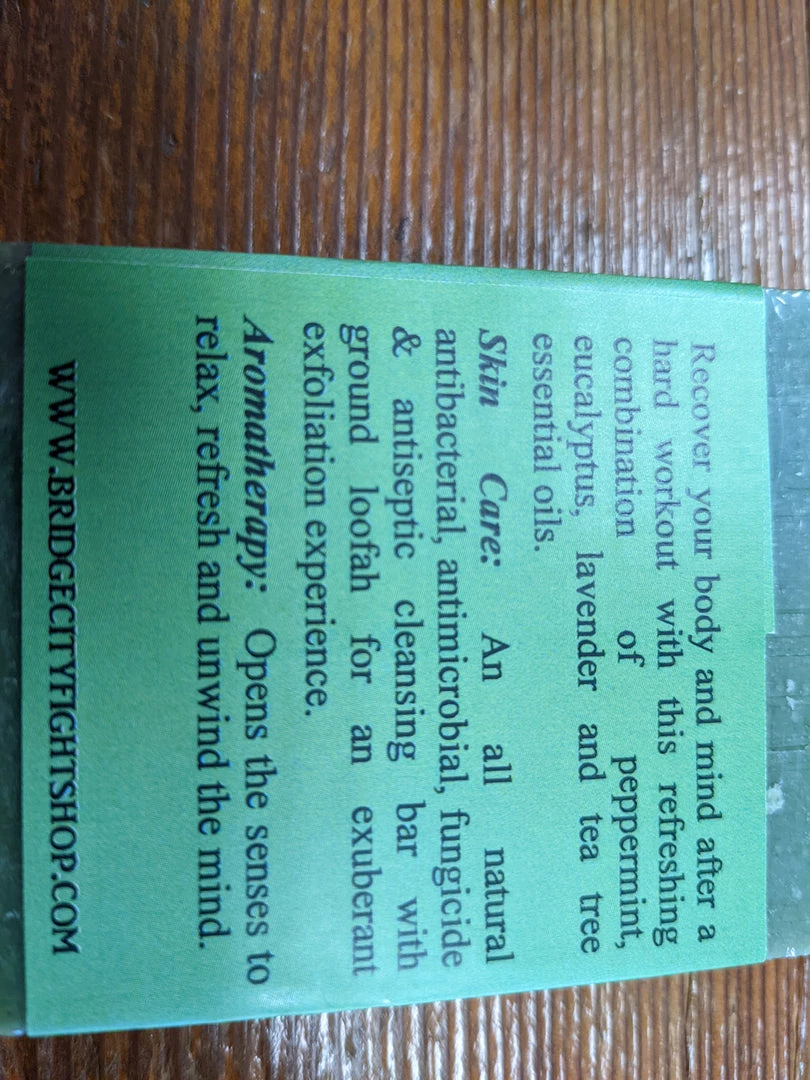 Recover your body and mind after a
hard workout with this refreshing
combination of peppermint,
eucalyptus, lavender and tea tree
essential oils.
Skin Care: An all natural
antibacterial, antimicrobial, fungicide
& antiseptic cleansing bar with
ground loofah for an exuberant
exfoliation experience.
Aromatherapy: Opens the senses to
relax, refresh and unwind the mind.
WWW.BRIDGECITYFIGHTSHOP.COM